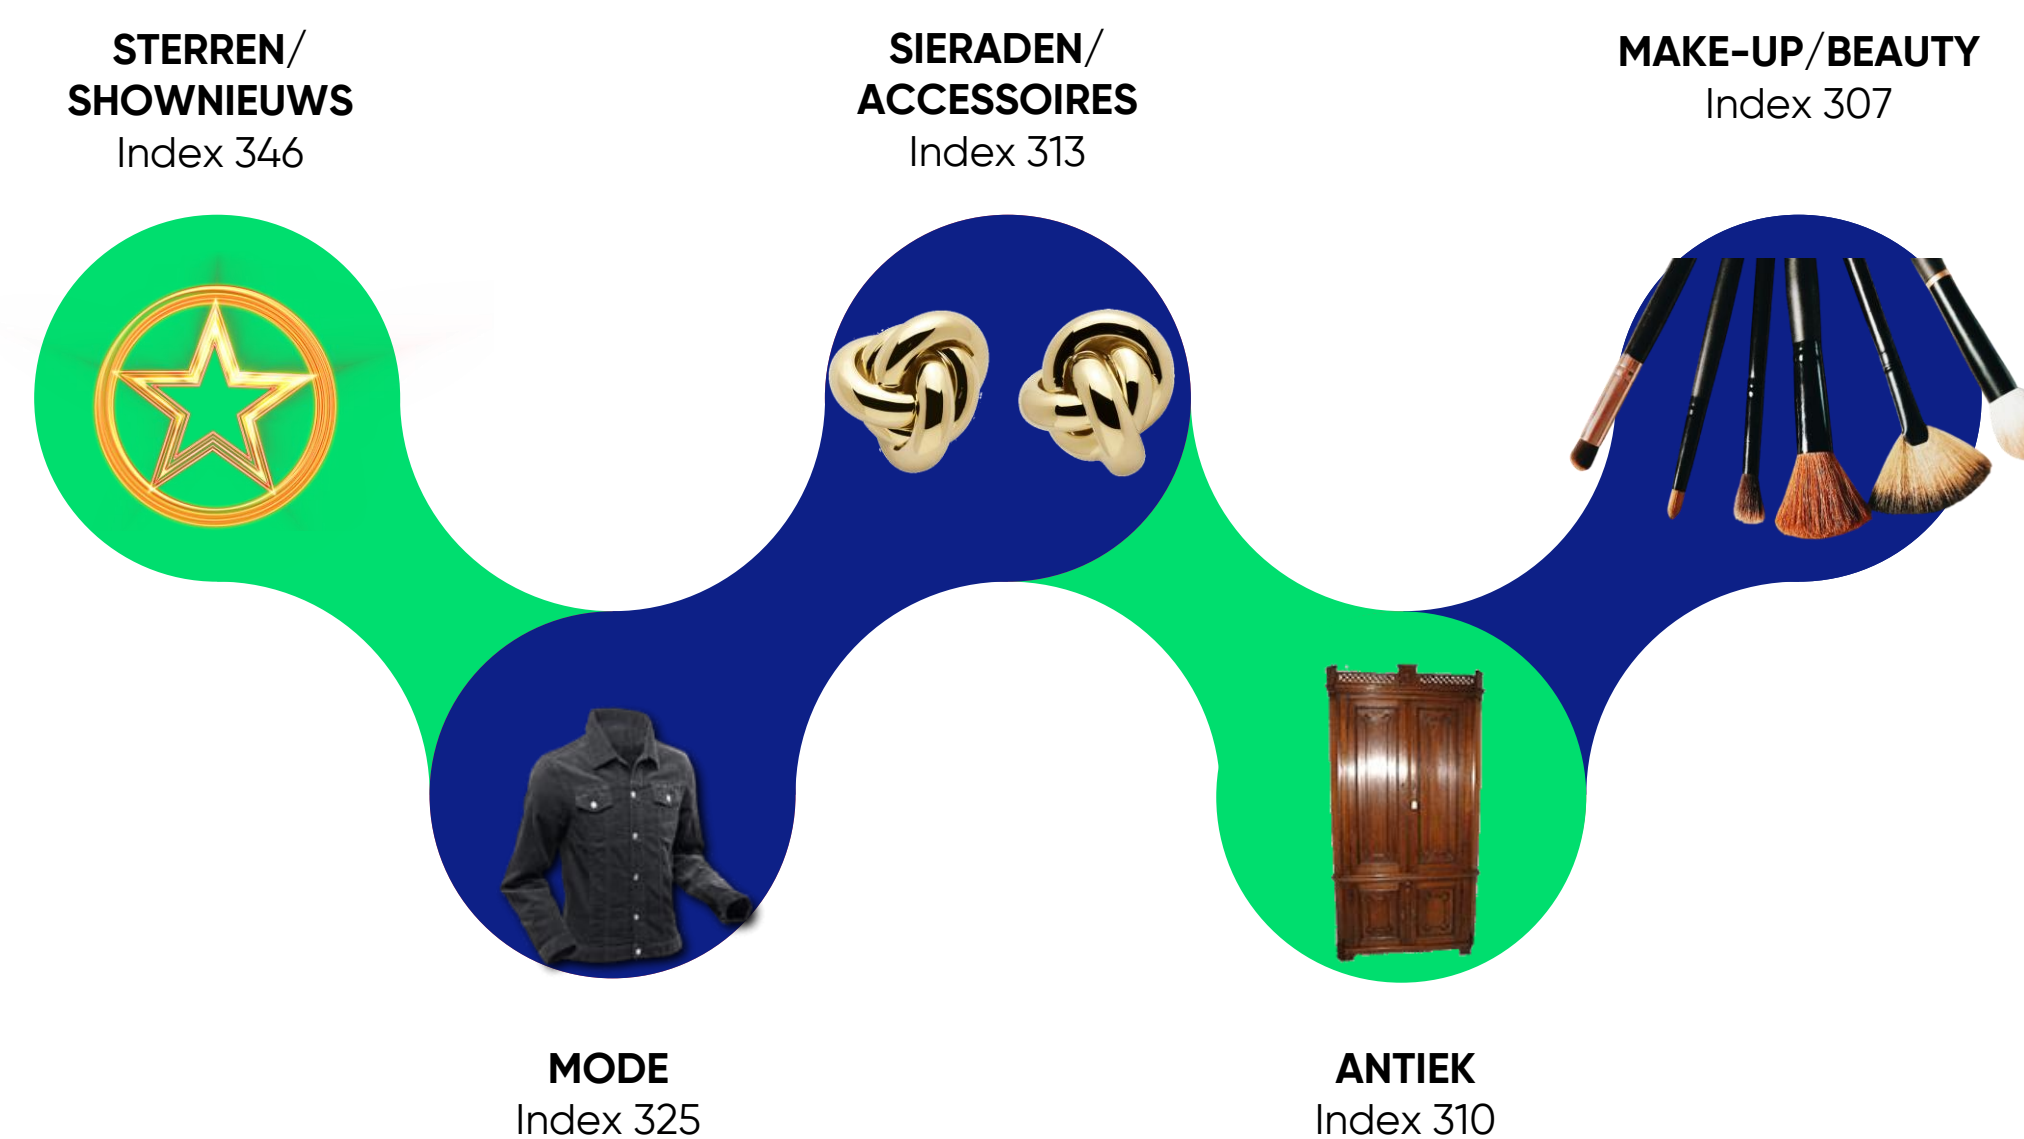 STERREN/
SHOWNIEUWS
Index 346
MODE
Index 325
SIERADEN/
ACCESSOIRES
Index 313
ANTIEK
Index 310
MAKE-UP/BEAUTY
Index 307